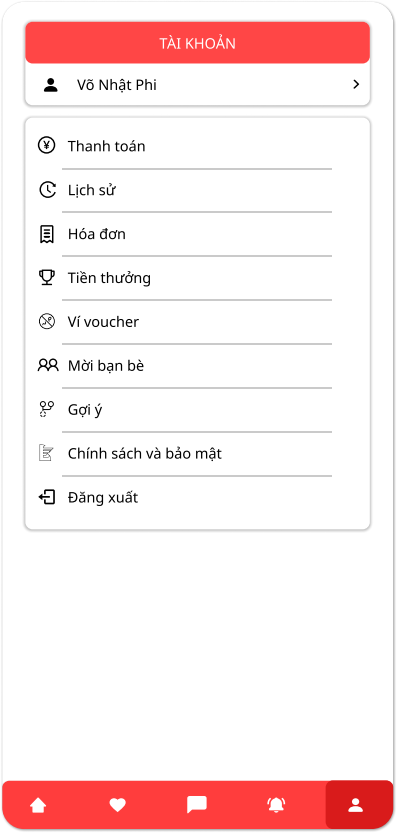 TÀI KHOẢN
Võ Nhật Phi
Thanh toán
Lịch sử
Hóa đơn
Tiền thưởng
Ví voucher
Mời bạn bè
Gợi ý
Chính sách và bảo mật
Đăng xuất